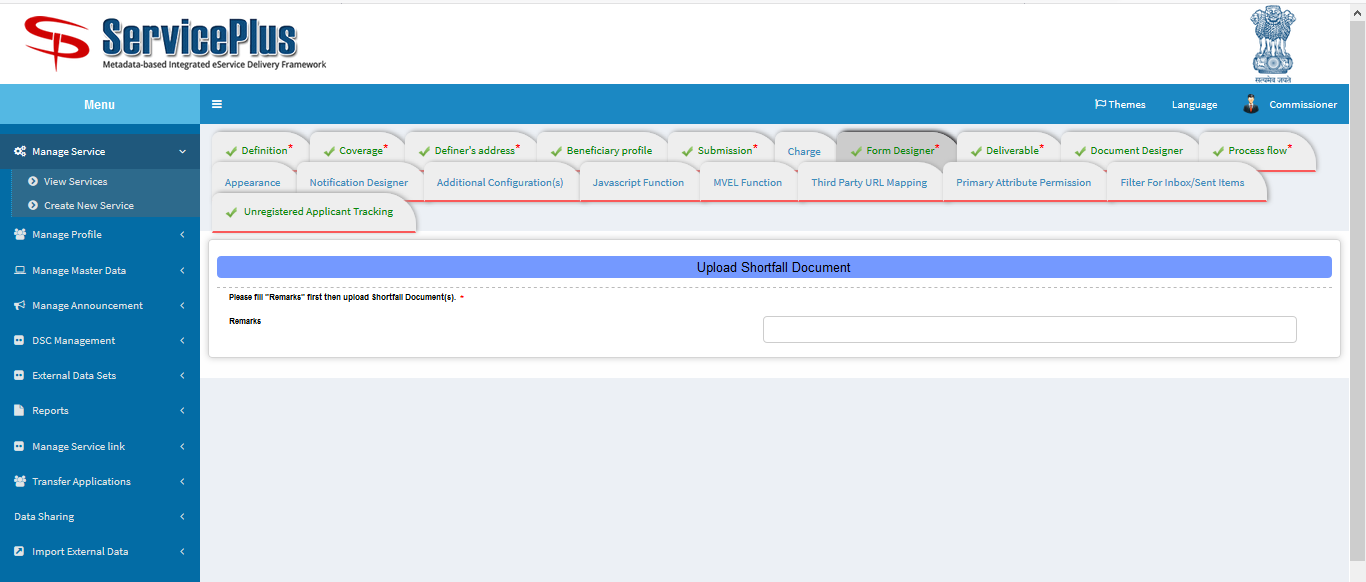 ServicePlus
Metadata-based Integrated eService Delivery Framework
सत्यमेव जयते
Menu
Themes Language Commissioner
Manage Service
View Services
Create New Service
Manage Profile
Manage Master Data
Manage Announcement
DSC Management
External Data Sets
Reports
Manage Service link
Transfer Applications
Data Sharing
Import External Data
Definition* Coverage* Definer's address* Beneficiary profile Submission* Charge Form Designer* Deliverable* Document Designer Process flow*
Appearance Notification Designer Additional Configuration(s) Javascript Function MVEL Function Third Party URL Mapping Primary Attribute Permission Filter For Inbox/Sent Items
Unregistered Applicant Tracking
Upload Shortfall Document
Please fill "Remarks" first then upload Shortfall Document(s). *
Remarks